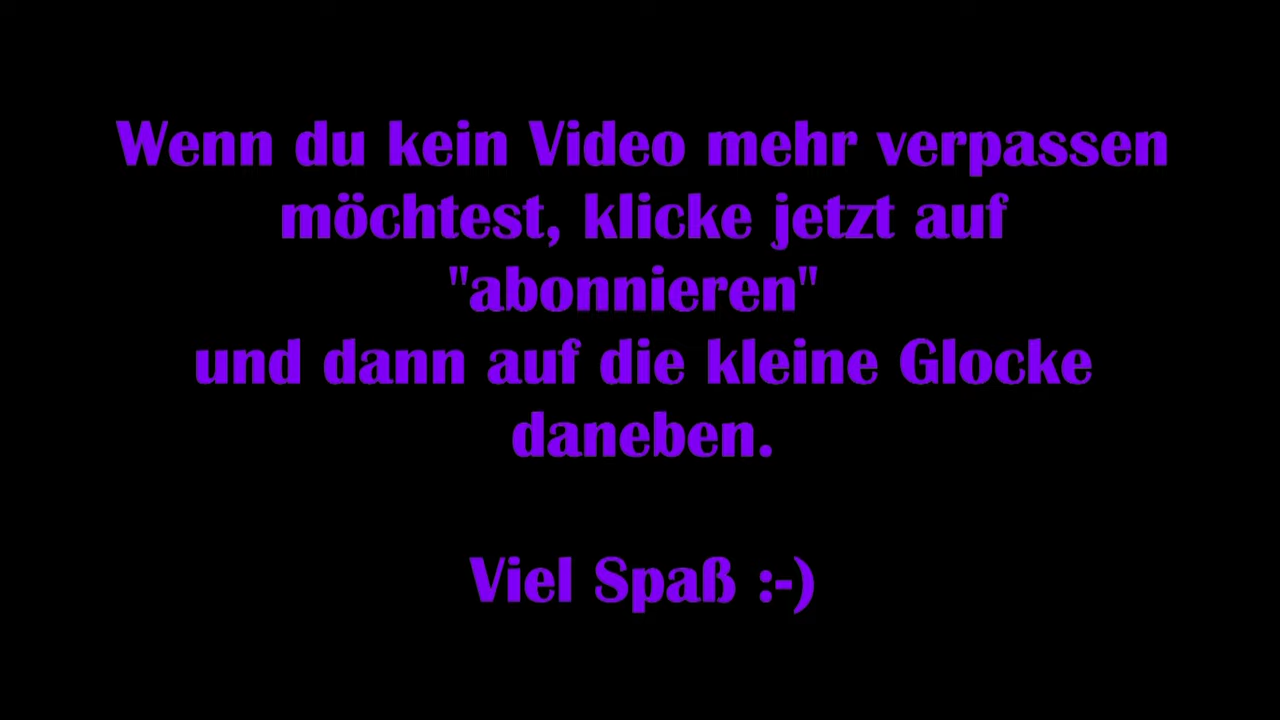 Wenn du kein Video mehr verpassen
möchtest, klicke jetzt auf
"abonnieren"
und dann auf die kleine Glocke
daneben.
Viel Spaß :-)